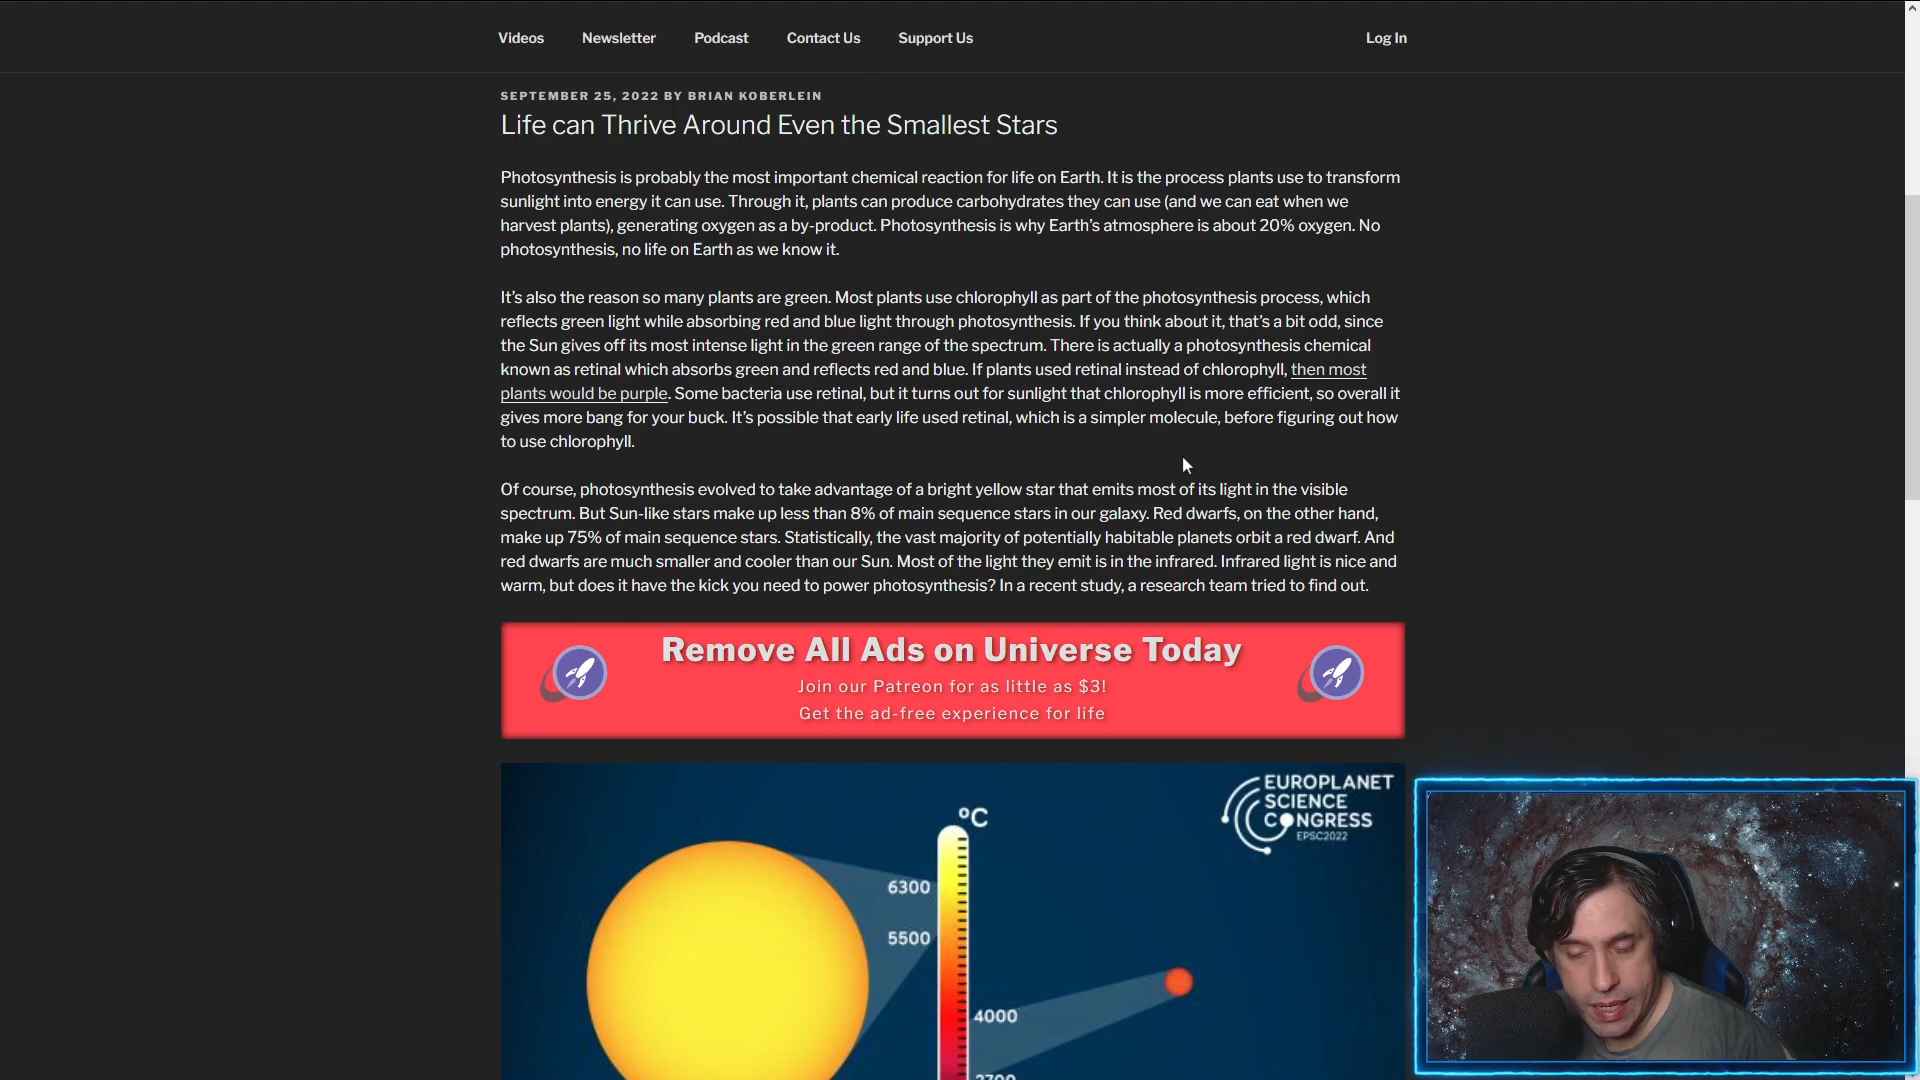 Videos Newsletter Podcast Contact Us Support Us Log In
SEPTEMBER 25, 2022 BY BRIAN KOBERLEIN
Life can Thrive Around Even the Smallest Stars
Photosynthesis is probably the most important chemical reaction for life on Earth. It is the process plants use to transform
sunlight into energy it can use. Through it, plants can produce carbohydrates they can use (and we can eat when we
harvest plants), generating oxygen as a by-product. Photosynthesis is why Earth’s atmosphere is about 20% oxygen. No
photosynthesis, no life on Earth as we know it.
It’s also the reason so many plants are green. Most plants use chlorophyll as part of the photosynthesis process, which
reflects green light while absorbing red and blue light through photosynthesis. If you think about it, that’s a bit odd, since
the Sun gives off its most intense light in the green range of the spectrum. There is actually a photosynthesis chemical
known as retinal which absorbs green and reflects red and blue. If plants used retinal instead of chlorophyll, then most
plants would be purple. Some bacteria use retinal, but it turns out for sunlight that chlorophyll is more efficient, so overall it
gives more bang for your buck. It’s possible that early life used retinal, which is a simpler molecule, before figuring out how
to use chlorophyll.
Of course, photosynthesis evolved to take advantage of a bright yellow star that emits most of its light in the visible
spectrum. But Sun-like stars make up less than 8% of main sequence stars in our galaxy. Red dwarfs, on the other hand,
make up 75% of main sequence stars. Statistically, the vast majority of potentially habitable planets orbit a red dwarf. And
red dwarfs are much smaller and cooler than our Sun. Most of the light they emit is in the infrared. Infrared light is nice and
warm, but does it have the kick you need to power photosynthesis? In a recent study, a research team tried to find out.
Remove All Ads on Universe Today
Join our Patreon for as little as $3!
Get the ad-free experience for life
EUROPLANET
SCIENCE
CONGRESS
EPSC2022
°C
6300
5500
4000